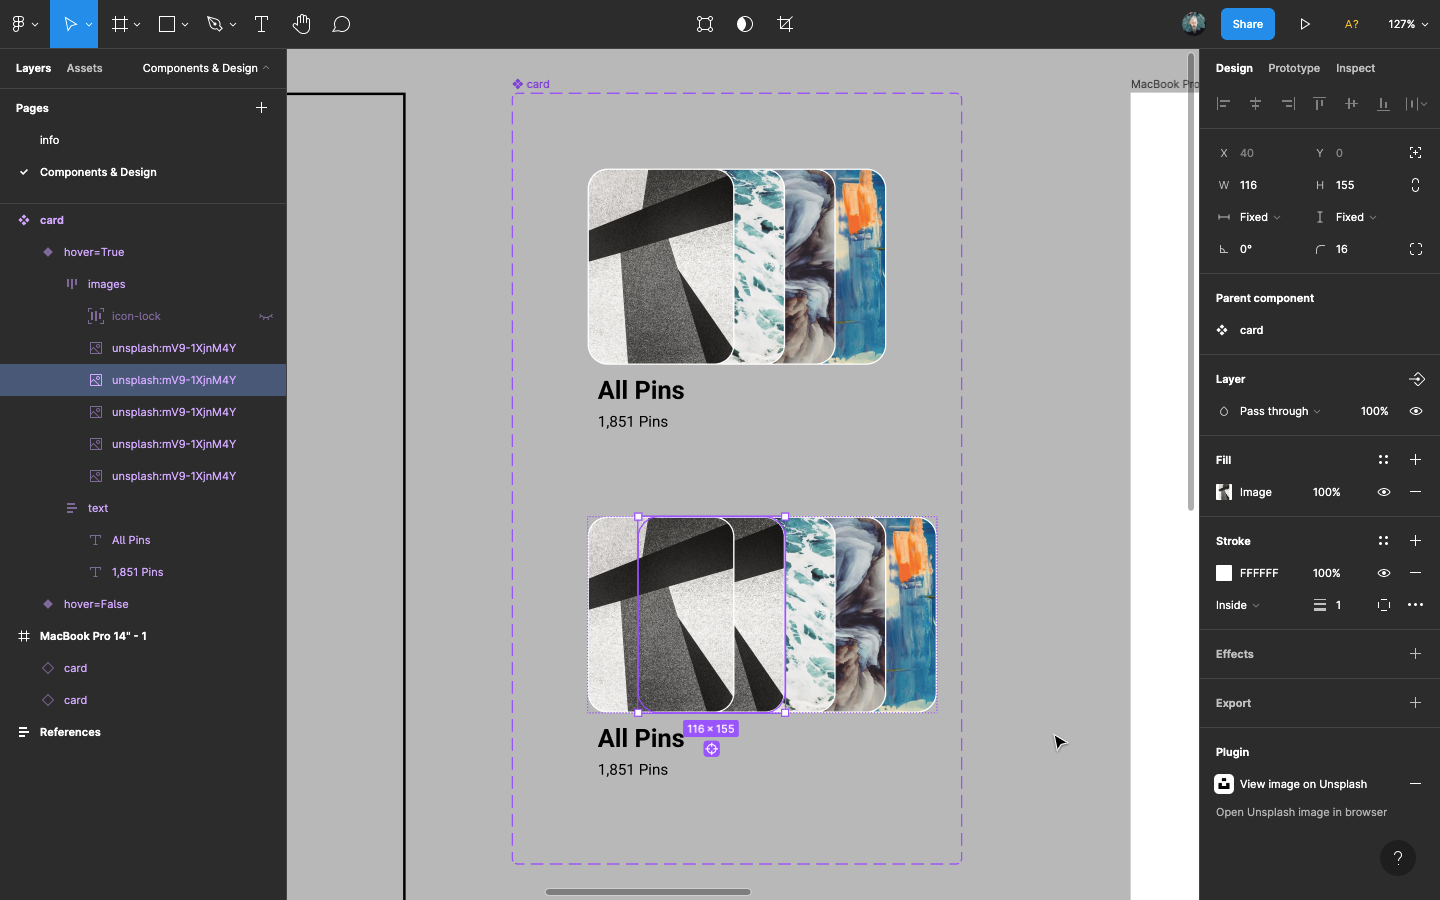 Share
A?
127%
Layers
Assets
Components & Design
Pages
info
Components & Design
card
hover=True
images
icon-lock
unsplash:mV9-1XjnM4Y
unsplash:mV9-1XjnM4Y
unsplash:mV9-1XjnM4Y
unsplash:mV9-1XjnM4Y
unsplash:mV9-1XjnM4Y
text
All Pins
1,851 Pins
hover=False
MacBook Pro 14" - 1
card
card
References
card
All Pins
1,851 Pins
116 × 155
All Pins
1,851 Pins
MacBook Pro
Design
Prototype
Inspect
X 40
Y 0
W 116
H 155
Fixed
Fixed
0°
16
Parent component
card
Layer
Pass through
100%
Fill
Image
100%
Stroke
FFFFFF
100%
Inside
1
Effects
Export
Plugin
View image on Unsplash
Open Unsplash image in browser
?